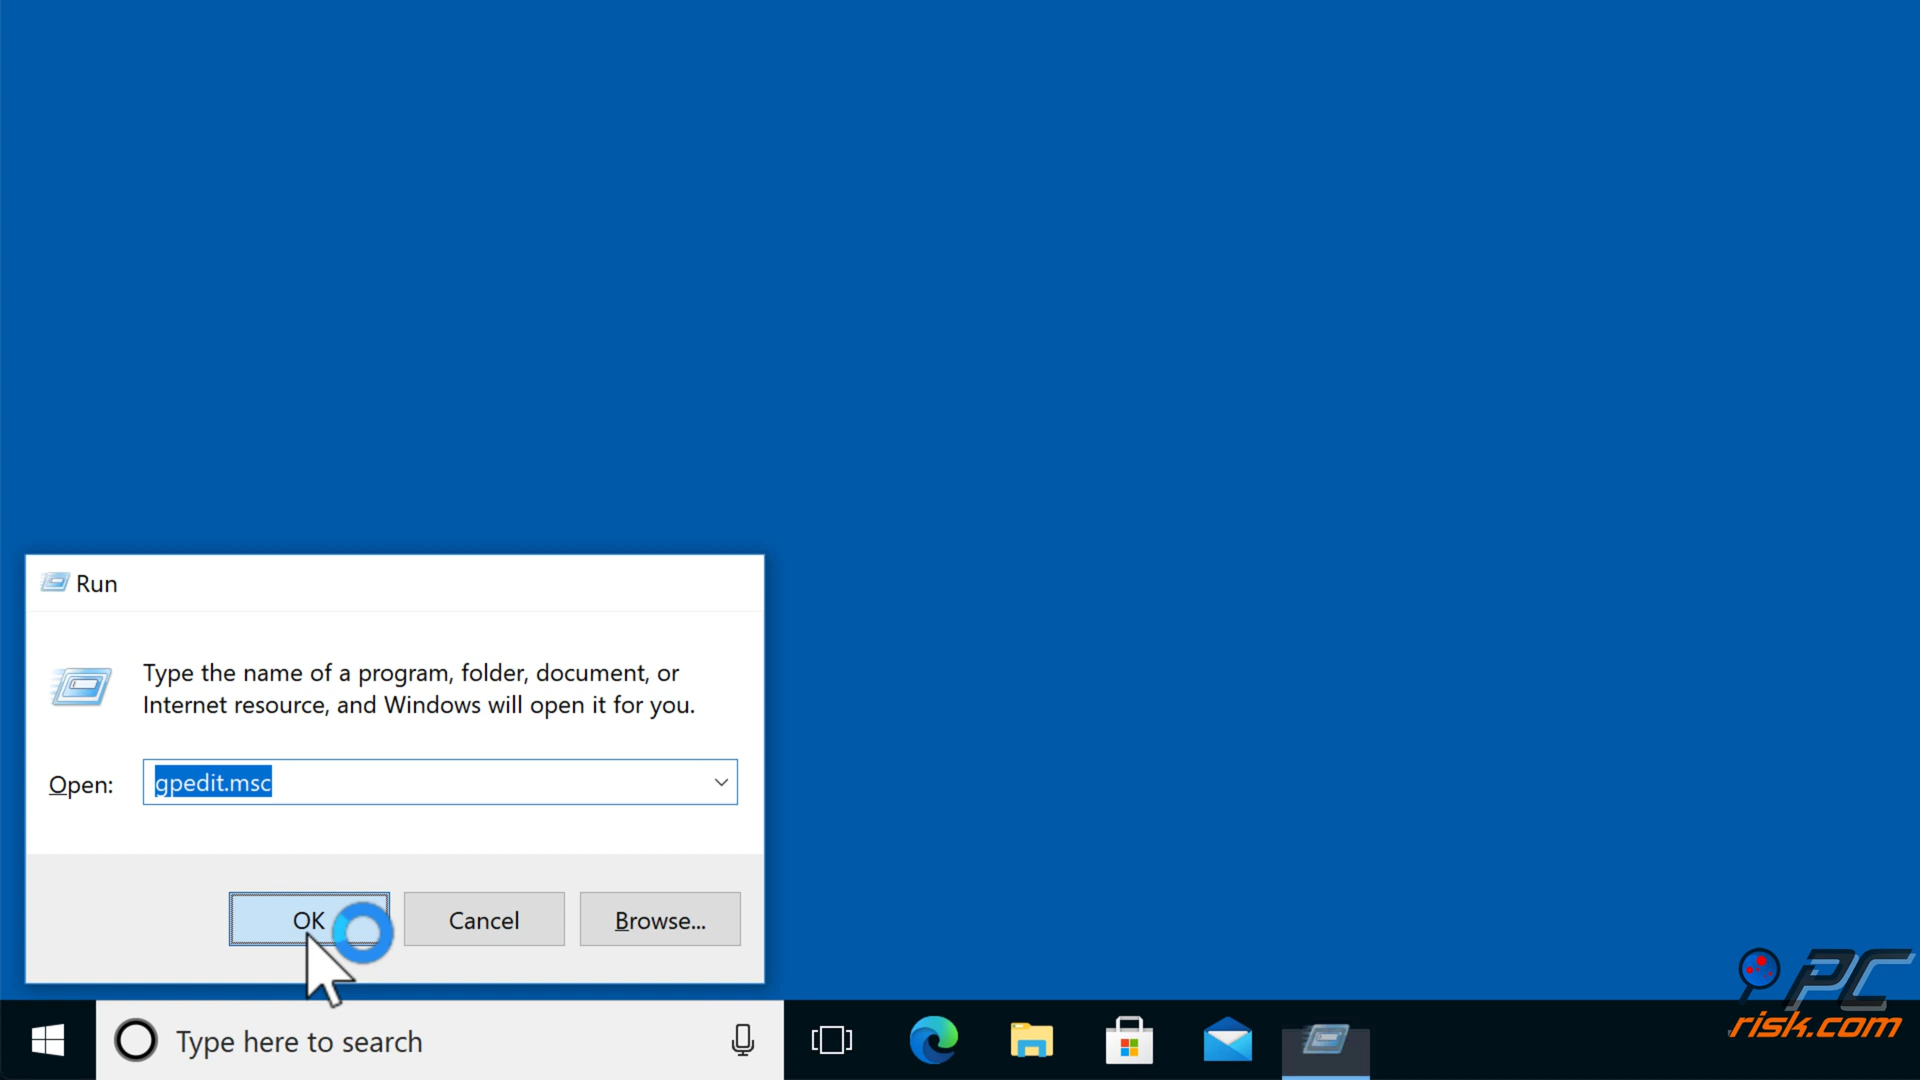 Run
Type the name of a program, folder, document, or
Internet resource, and Windows will open it for you.
Open:
gpedit.msc
OK
Cancel
Browse...
Type here to search
PC
risk.com